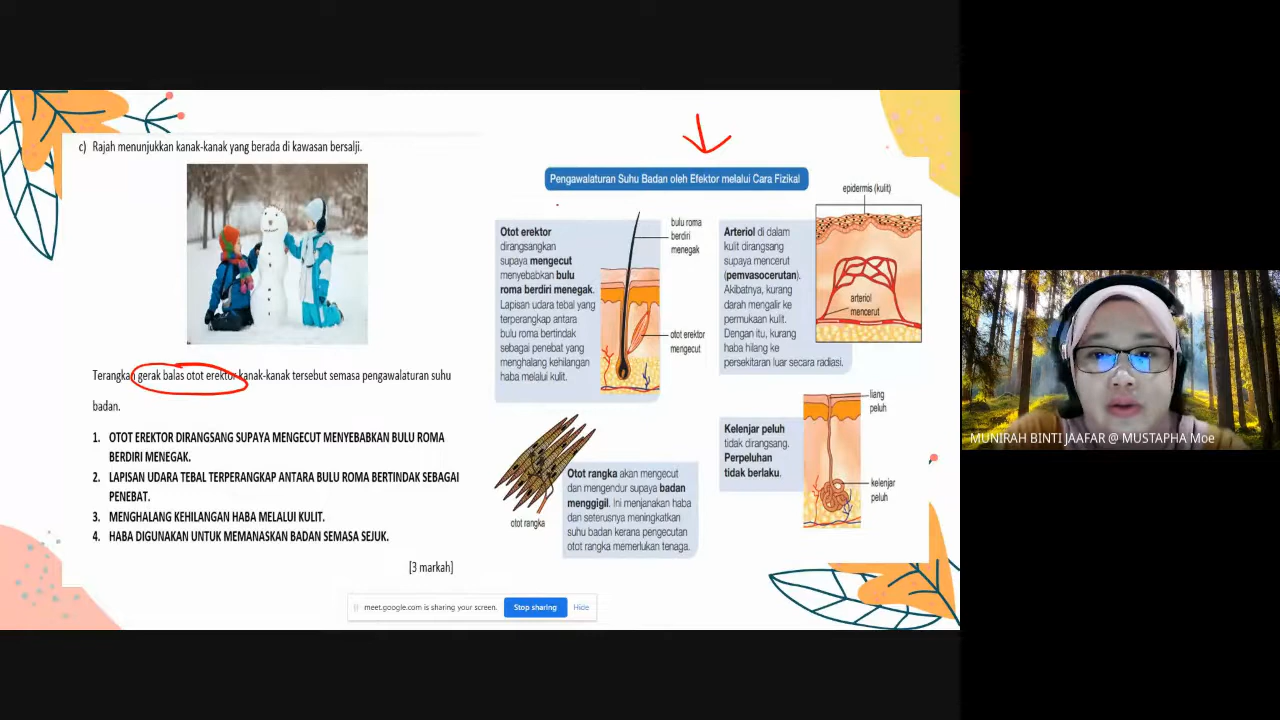 c) Rajah menunjukkan kanak-kanak yang berada di kawasan bersalji.
Terangkan gerak balas otot erektor kanak-kanak tersebut semasa pengawalaturan suhu
badan.
1. OTOT EREKTOR DIRANGSANG SUPAYA MENGECUT MENYEBABKAN BULU ROMA
BERDIRI MENEGAK.
2. LAPISAN UDARA TEBAL TERPERANGKAP ANTARA BULU ROMA BERTINDAK SEBAGAI
PENEBAT.
3. MENGHALANG KEHILANGAN HABA MELALUI KULIT.
4. HABA DIGUNAKAN UNTUK MEMANASKAN BADAN SEMASA SEJUK.
[3 markah]
Pengawalaturan Suhu Badan oleh Efektor melalui Cara Fizikal
Otot erektor
dirangsangkan
supaya mengecut
menyebabkan bulu
roma berdiri menegak.
Lapisan udara tebal yang
terperangkap antara
bulu roma bertindak
sebagai penebat yang
menghalang kehilangan
haba melalui kulit.
bulu roma
berdiri
menegak
otot erektor
mengecut
Arteriol di dalam
kulit dirangsang
supaya mencerut
(pemvasocerutan).
Akibatnya, kurang
darah mengalir ke
permukaan kulit.
Dengan itu, kurang
haba hilang ke
persekitaran luar secara radiasi.
epidermis (kulit)
arteriol
mencerut
otot rangka
Otot rangka akan mengecut
dan mengendur supaya badan
menggigil. Ini menjanakan haba
dan seterusnya meningkatkan
suhu badan kerana pengecutan
otot rangka memerlukan tenaga.
Kelenjar peluh
tidak dirangsang.
Perpeluhan
tidak berlaku.
liang
peluh
kelenjar
peluh
meet.google.com is sharing your screen.
Stop sharing
Hide
MUNIRAH BINTI JAAFAR @ MUSTAPHA Moe